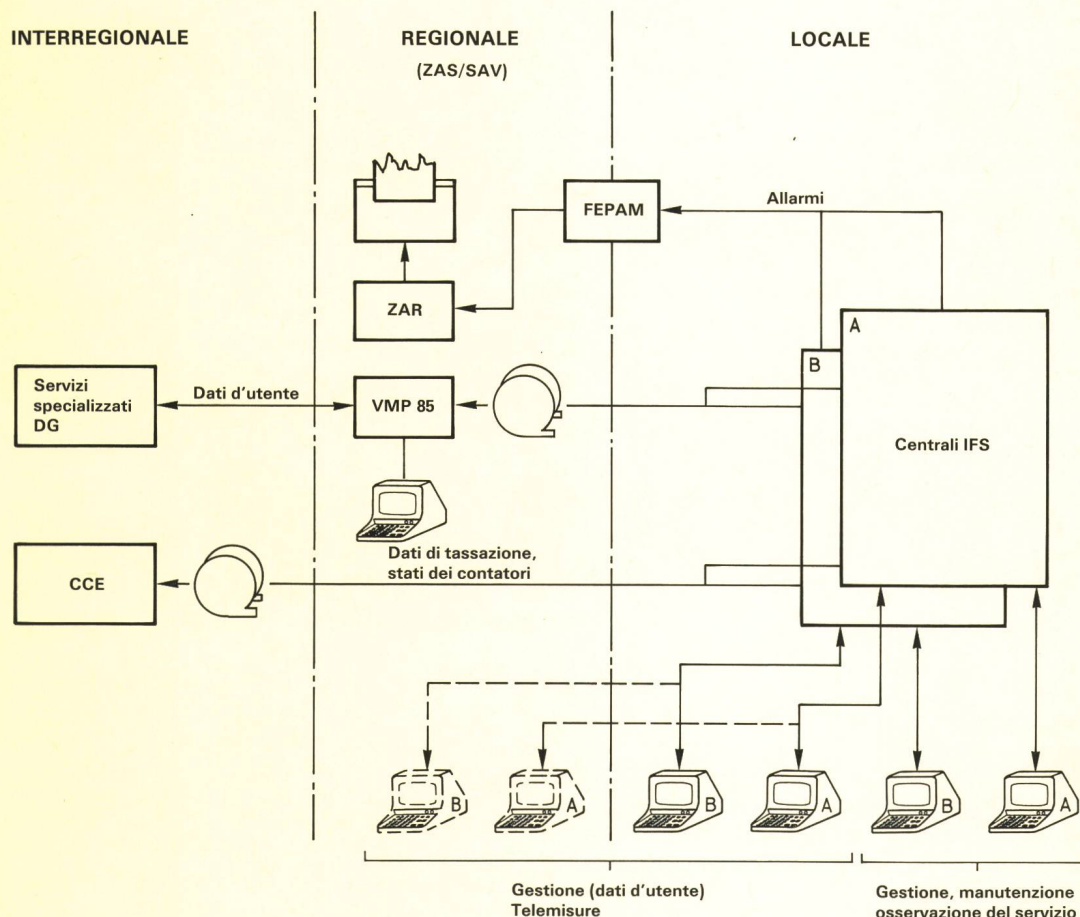 INTERREGIONALE
REGIONALE
(ZAS/SAV)
LOCALE
FEPAM
Allarmi
ZAR
A
B
Servizi
specializzati
DG
Dati d'utente
VMP 85
Centrali IFS
Dati di tassazione,
stati dei contatori
CCE
B
A
B
A
B
A
Gestione (dati d'utente)
Telemisure
Gestione, manutenzione
osservazione del servizio